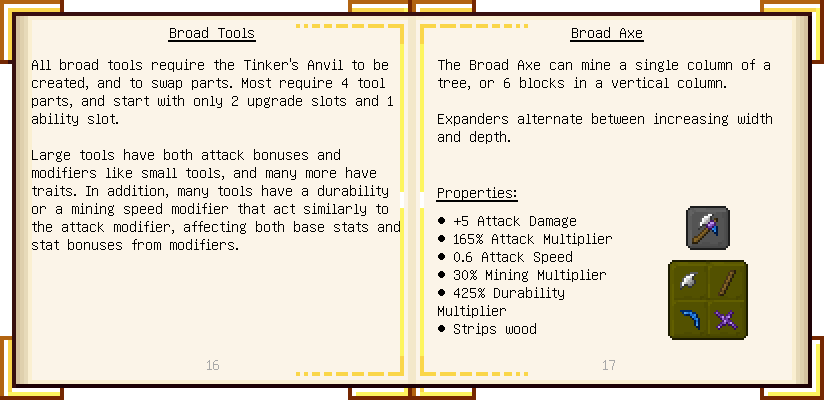 Broad Tools
All broad tools require the Tinker's Anvil to be
created, and to swap parts. Most require 4 tool
parts, and start with only 2 upgrade slots and 1
ability slot.
Large tools have both attack bonuses and
modifiers like small tools, and many more have
traits. In addition, many tools have a durability
or a mining speed modifier that act similarly to
the attack modifier, affecting both base stats and
stat bonuses from modifiers.
16
Broad Axe
The Broad Axe can mine a single column of a
tree, or 6 blocks in a vertical column.
Expanders alternate between increasing width
and depth.
Properties:
● +5 Attack Damage
● 165% Attack Multiplier
● 0.6 Attack Speed
● 30% Mining Multiplier
● 425% Durability
Multiplier
● Strips wood
17